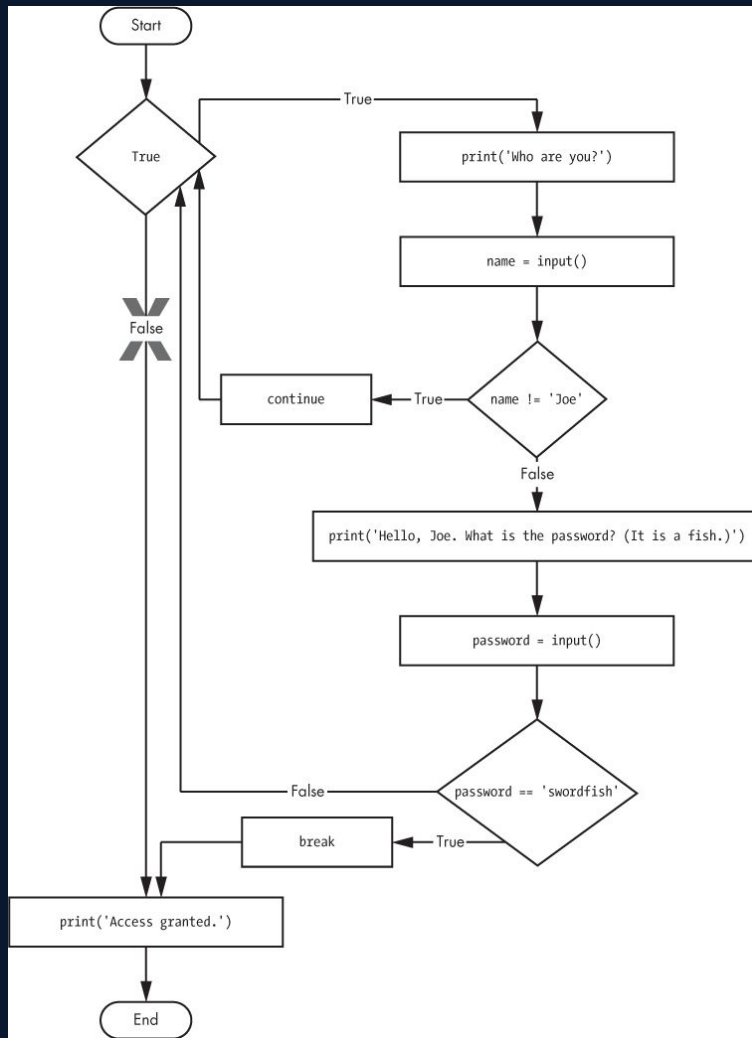 Start
True
True
print('Who are you?')
name = input()
False
continue
True
name != 'Joe'
False
print('Hello, Joe. What is the password? (It is a fish.)')
password = input()
False
password == 'swordfish'
break
True
print('Access granted.')
End